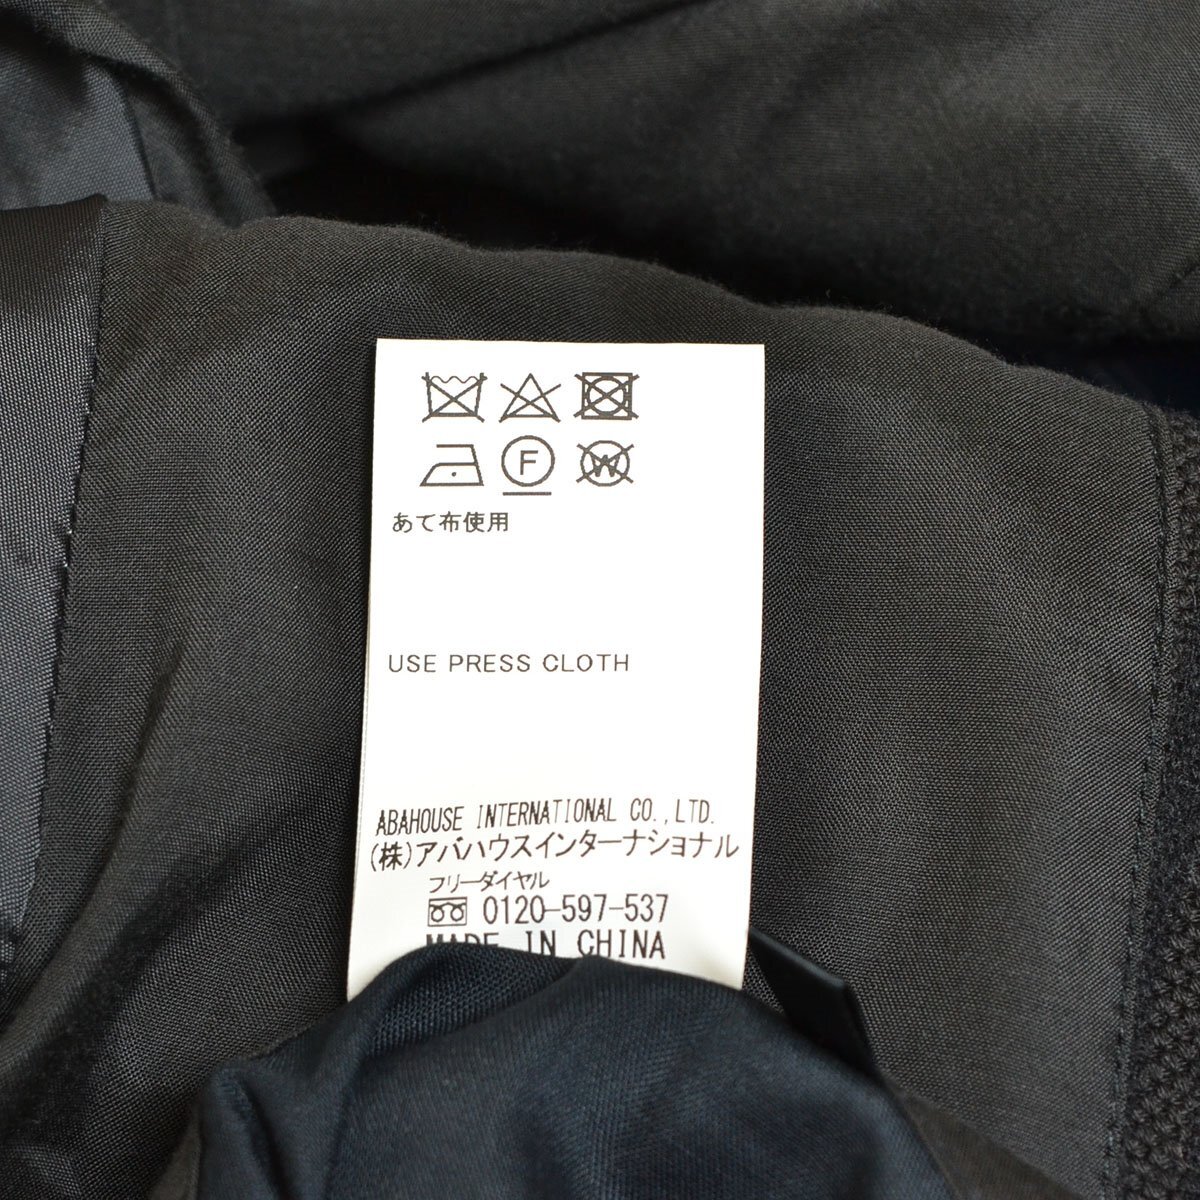 F W
あて布使用
USE PRESS CLOTH
ABAHOUSE INTERNATIONAL CO.,LTD.
(株)アバハウスインターナショナル
フリーダイヤル
0120-597-537
MADE IN CHINA